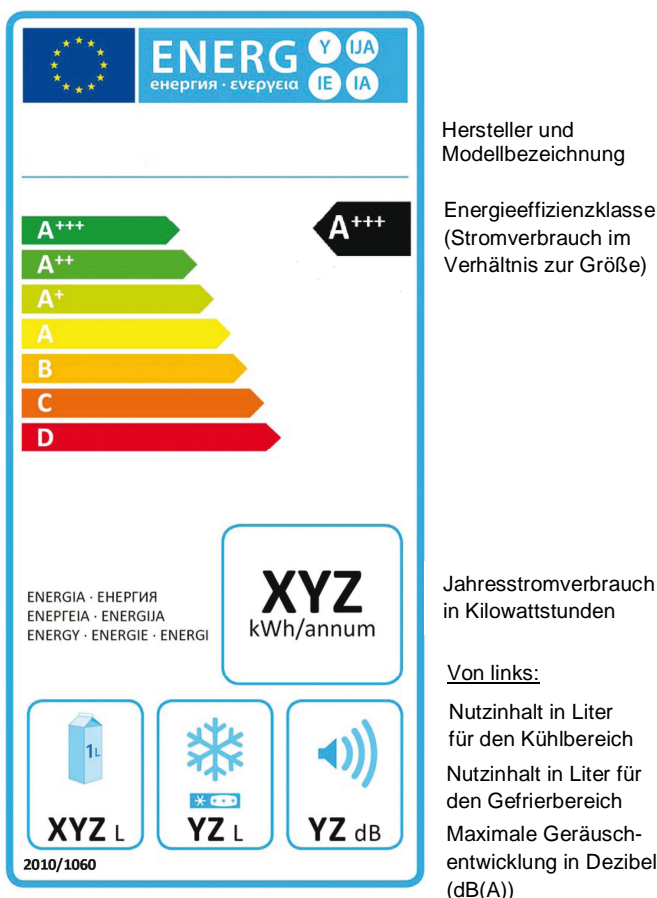 ENERG Y IJA
енергия · ενεργεια IE IA
Hersteller und
Modellbezeichnung
A+++
A++
A+
A
B
C
D
A+++
Energieeffizienzklasse
(Stromverbrauch im
Verhältnis zur Größe)
ENERGIA · ЕНЕРГИЯ
ΕΝΕΡΓΕΙΑ · ENERGIJA
ENERGY · ENERGIE · ENERGI
XYZ
kWh/annum
Jahresstromverbrauch
in Kilowattstunden
Von links:
Nutzinhalt in Liter
für den Kühlbereich
Nutzinhalt in Liter für
den Gefrierbereich
Maximale Geräusch-
entwicklung in Dezibel
(dB(A))
1L
XYZ L
YZ L
YZ dB
2010/1060